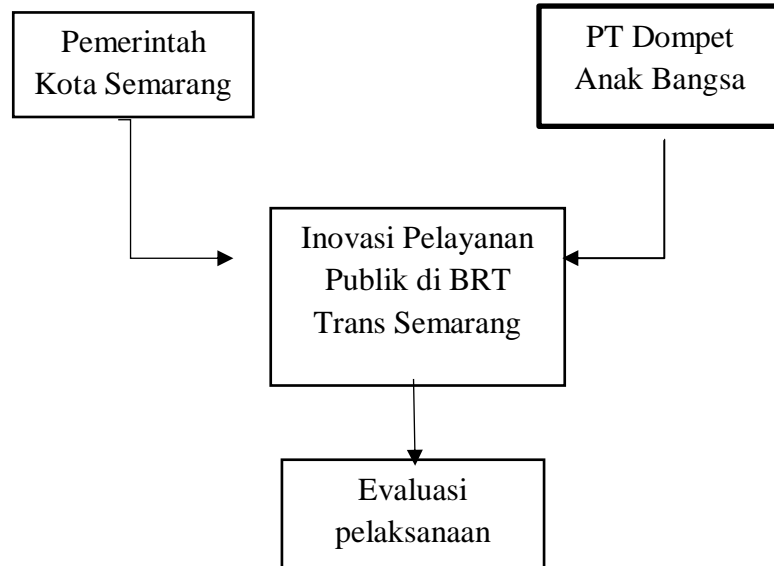 Pemerintah
Kota Semarang
PT Dompet
Anak Bangsa
Inovasi Pelayanan
Publik di BRT
Trans Semarang
Evaluasi
pelaksanaan